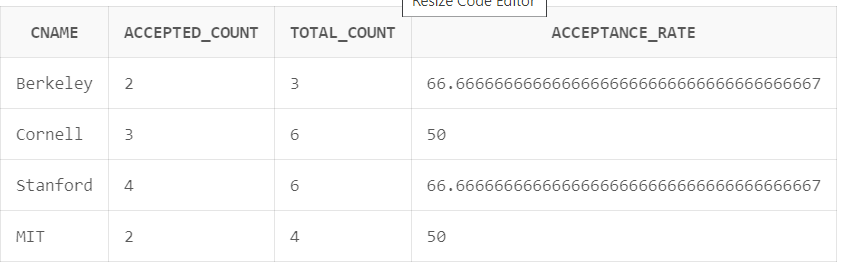 Resize Code Editor
CNAME ACCEPTED_COUNT TOTAL_COUNT ACCEPTANCE_RATE
Berkeley 2 3 66.66666666666666666666666666666666666667
Cornell 3 6 50
Stanford 4 6 66.66666666666666666666666666666666666667
MIT 2 4 50